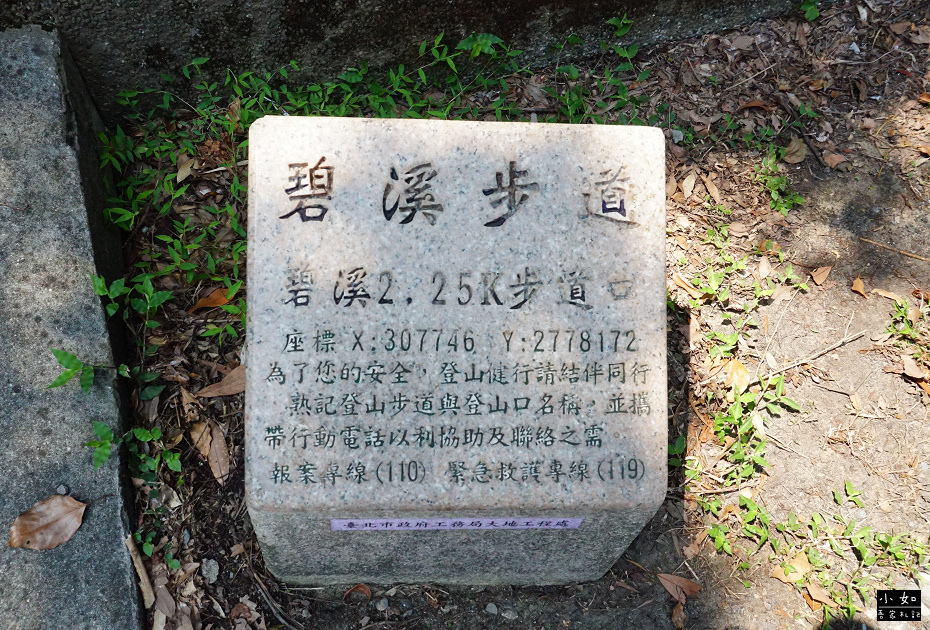 碧溪步道
碧溪2.25K步道口
座標 X:307746 Y:2778172
為了您的安全，登山健行請結伴同行
熟記登山步道與登山口名稱，並攜
帶行動電話以利協助及聯絡之需
報案專線(110) 緊急救護專線(119)
臺北市政府工務局大地工程處
小如
吾家札記